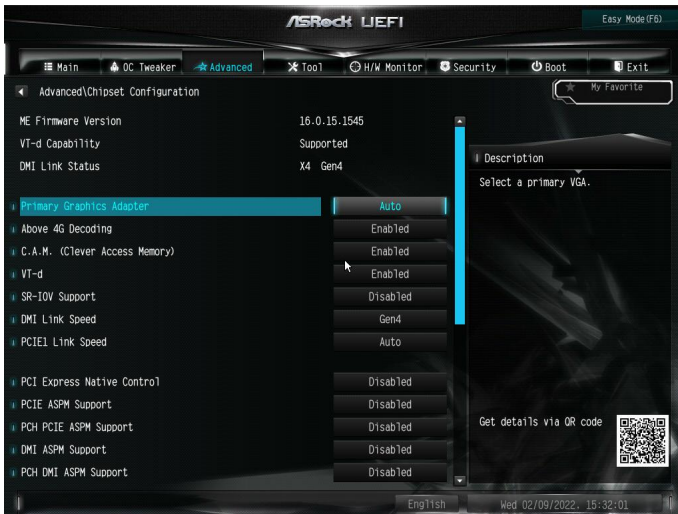 ASRock UEFI
Easy Mode(F6)
Main OC Tweaker Advanced Tool H/W Monitor Security Boot Exit
Advanced\Chipset Configuration
My Favorite
ME Firmware Version 16.0.15.1545
VT-d Capability Supported
DMI Link Status X4 Gen4
Description
Select a primary VGA.
Primary Graphics Adapter Auto
Above 4G Decoding Enabled
C.A.M. (Clever Access Memory) Enabled
VT-d Enabled
SR-IOV Support Disabled
DMI Link Speed Gen4
PCIE1 Link Speed Auto
PCI Express Native Control Disabled
PCIE ASPM Support Disabled
PCH PCIE ASPM Support Disabled
DMI ASPM Support Disabled
PCH DMI ASPM Support Disabled
Get details via QR code
English
Wed 02/09/2022. 15:32:01